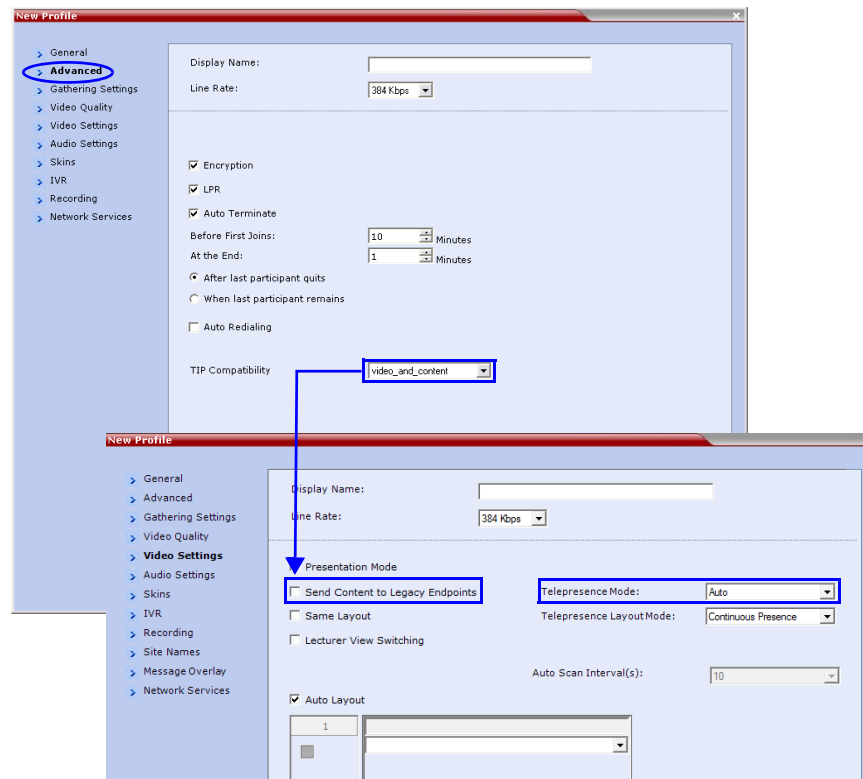 New Profile
General
Advanced
Gathering Settings
Video Quality
Video Settings
Audio Settings
Skins
IVR
Recording
Network Services
Display Name:
Line Rate: 384 Kbps
Encryption
LPR
Auto Terminate
Before First Joins: 10 Minutes
At the End: 1 Minutes
After last participant quits
When last participant remains
Auto Redialing
TIP Compatibility video_and_content
New Profile
General
Advanced
Gathering Settings
Video Quality
Video Settings
Audio Settings
Skins
IVR
Recording
Site Names
Message Overlay
Network Services
Display Name:
Line Rate: 384 Kbps
Presentation Mode
Send Content to Legacy Endpoints Telepresence Mode: Auto
Same Layout Telepresence Layout Mode: Continuous Presence
Lecturer View Switching
Auto Scan Interval(s): 10
Auto Layout
1